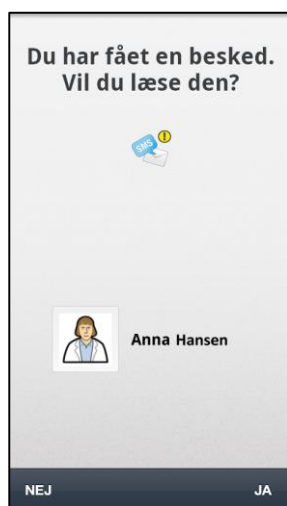 Du har fået en besked.
Vil du læse den?
SMS
!
Anna Hansen
NEJ
JA